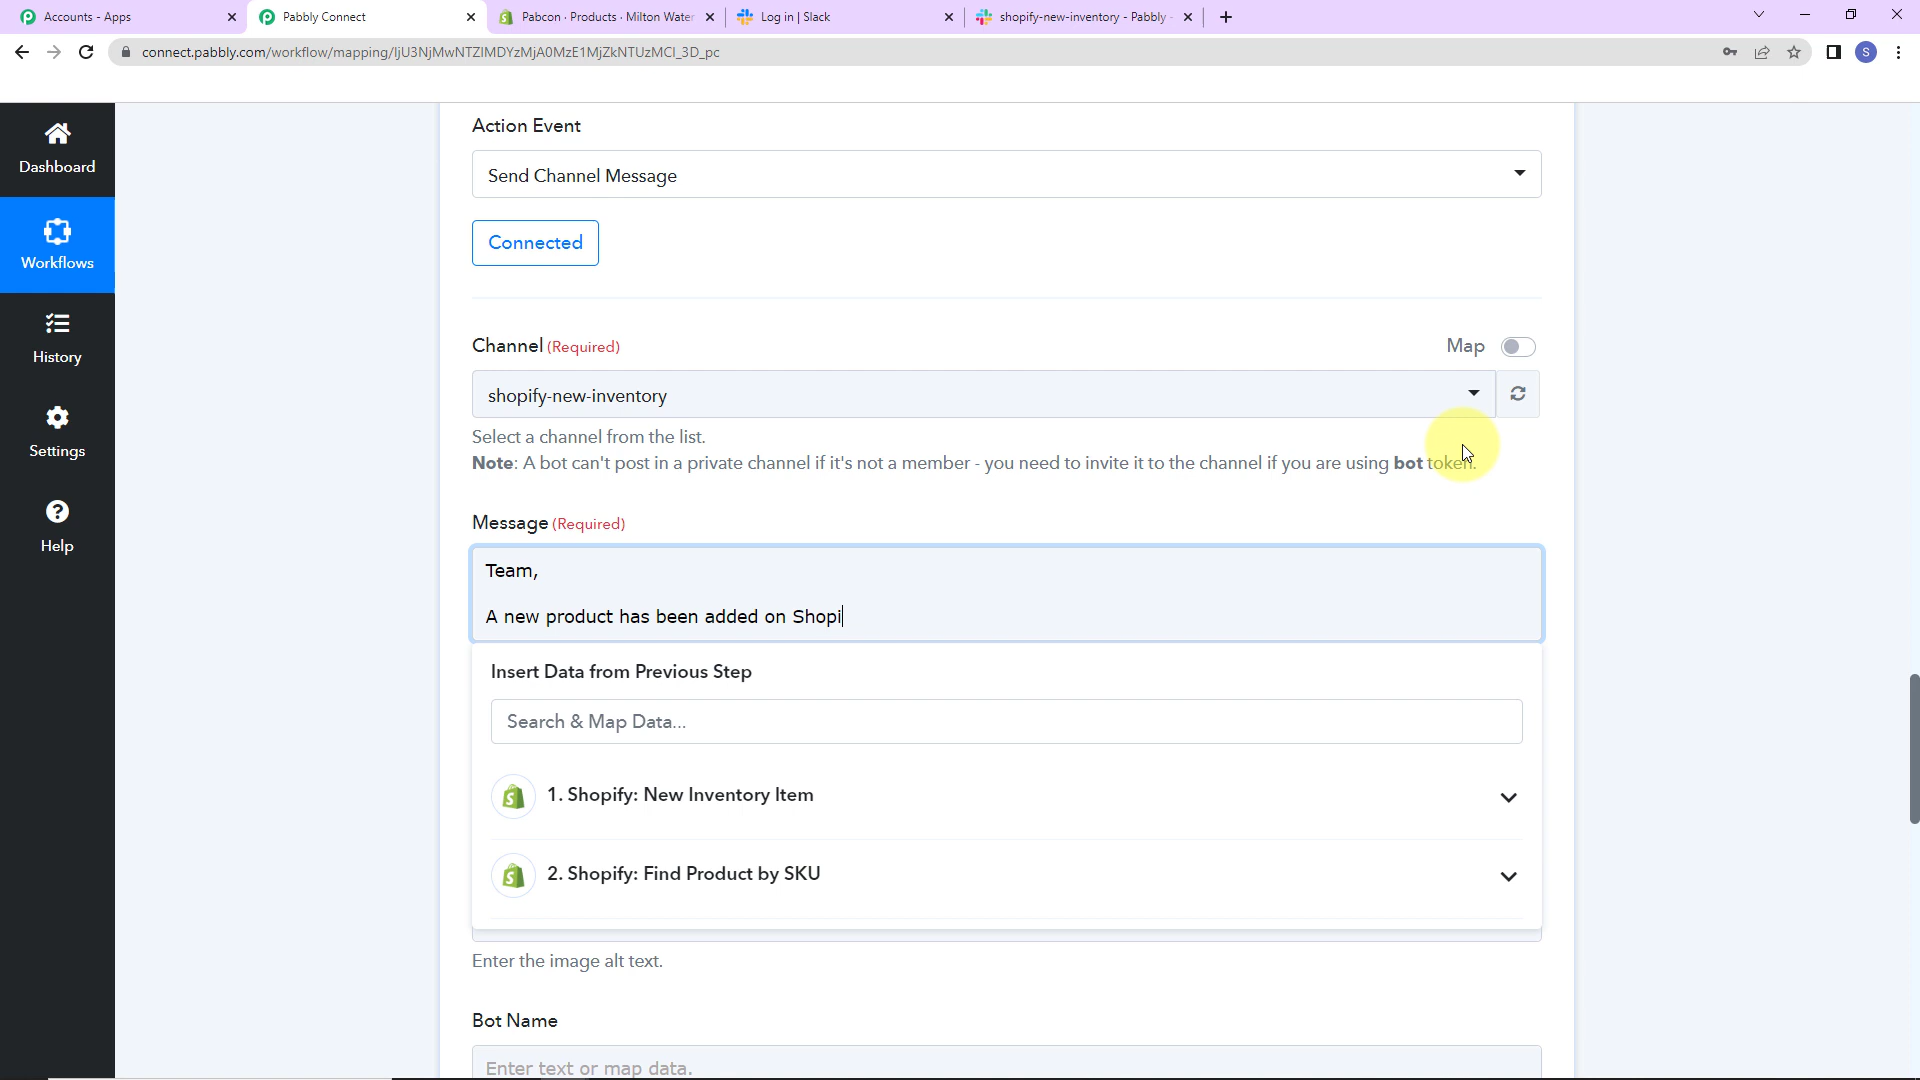 Accounts - Apps
Pabbly Connect
Pabcon · Products · Milton Water
Log in | Slack
shopify-new-inventory - Pabbly -
connect.pabbly.com/workflow/mapping/
S
Dashboard
Workflows
History
Settings
Help
Action Event
Send Channel Message
Connected
Channel (Required)
Map
shopify-new-inventory
Select a channel from the list.
Note: A bot can't post in a private channel if it's not a member - you need to invite it to the channel if you are using bot token.
Message (Required)
Team,
A new product has been added on Shopi
Insert Data from Previous Step
Search & Map Data...
1. Shopify: New Inventory Item
2. Shopify: Find Product by SKU
Enter the image alt text.
Bot Name
Enter text or map data.